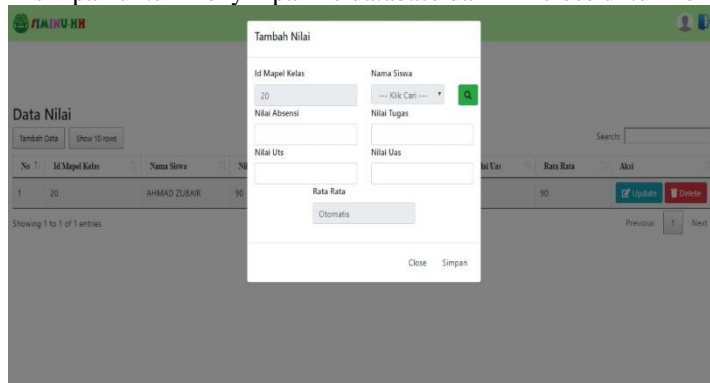 SIMINU-HH
Tambah Nilai
Id Mapel Kelas Nama Siswa
20 --- Klik Cari ---
Nilai Absensi Nilai Tugas
Nilai Uts Nilai Uas
Rata Rata
Otomatis
Close Simpan
Data Nilai
Tambah Data Show 10 rows Search:
No Id Mapel Kelas Nama Siswa Rata Rata Aksi
1 20 AHMAD ZUBAIR 90 90 Update Delete
Showing 1 to 1 of 1 entries Previous 1 Next